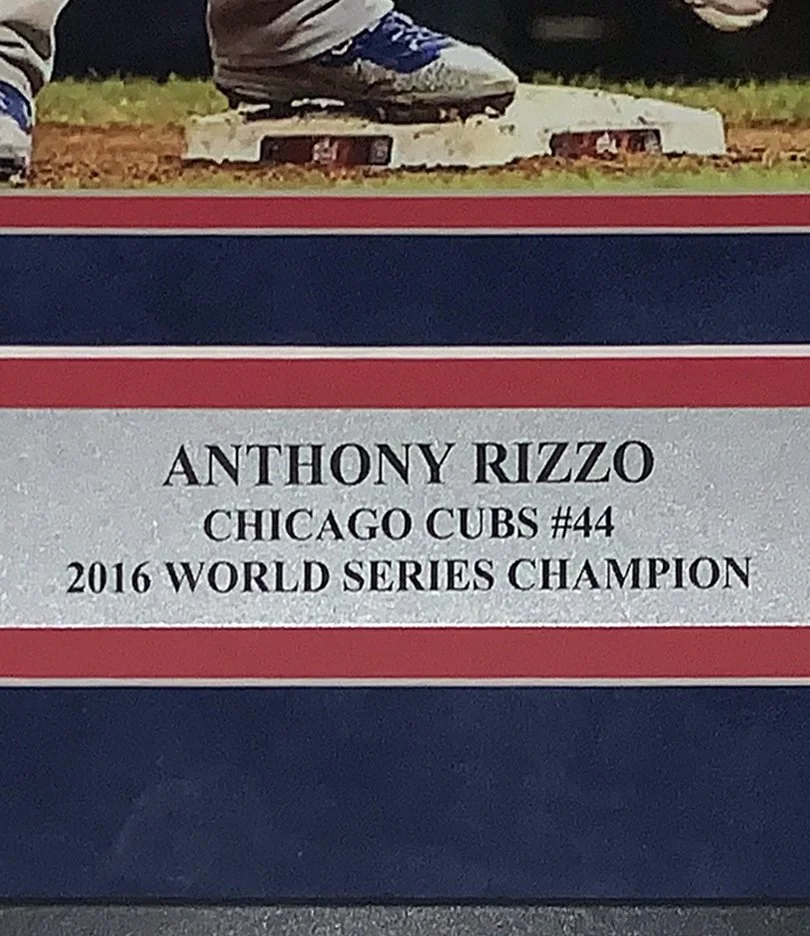 ANTHONY RIZZO
CHICAGO CUBS #44
2016 WORLD SERIES CHAMPION